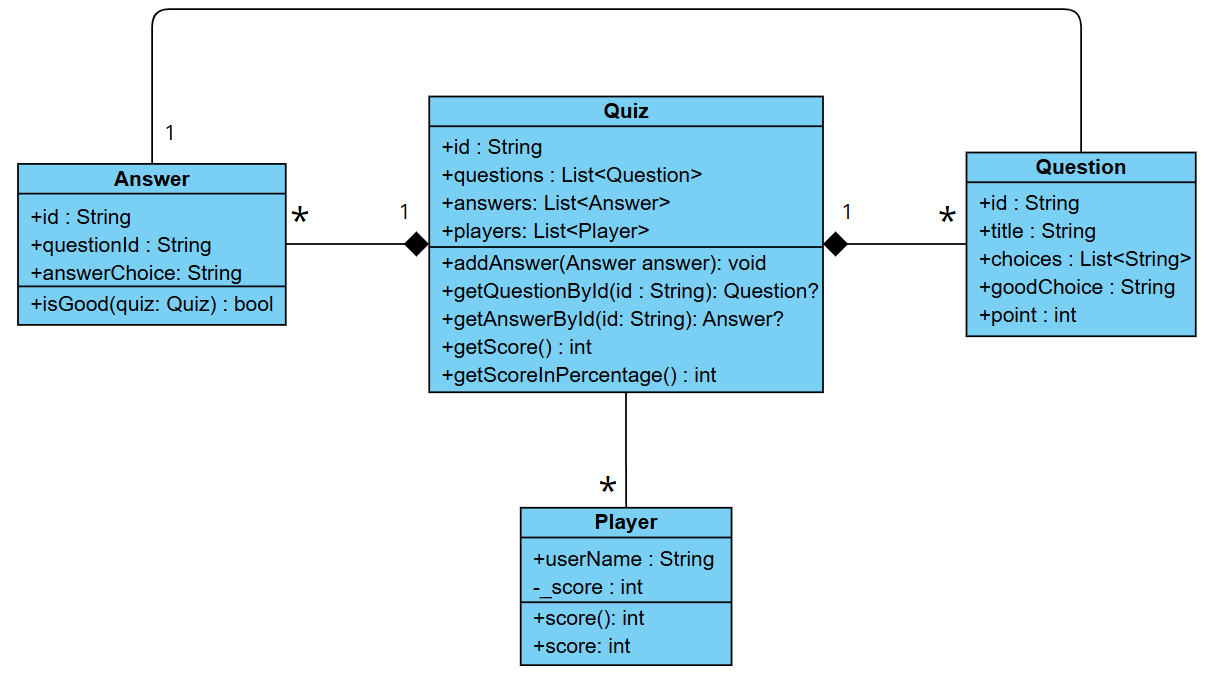 1
Answer
+id : String
+questionId : String
+answerChoice: String
+isGood(quiz: Quiz) : bool
*
1
Quiz
+id : String
+questions : List<Question>
+answers: List<Answer>
+players: List<Player>
+addAnswer(Answer answer): void
+getQuestionById(id : String): Question?
+getAnswerById(id: String): Answer?
+getScore() : int
+getScoreInPercentage() : int
1
*
Question
+id : String
+title : String
+choices : List<String>
+goodChoice : String
+point : int
*
Player
+userName : String
-_score : int
+score(): int
+score: int